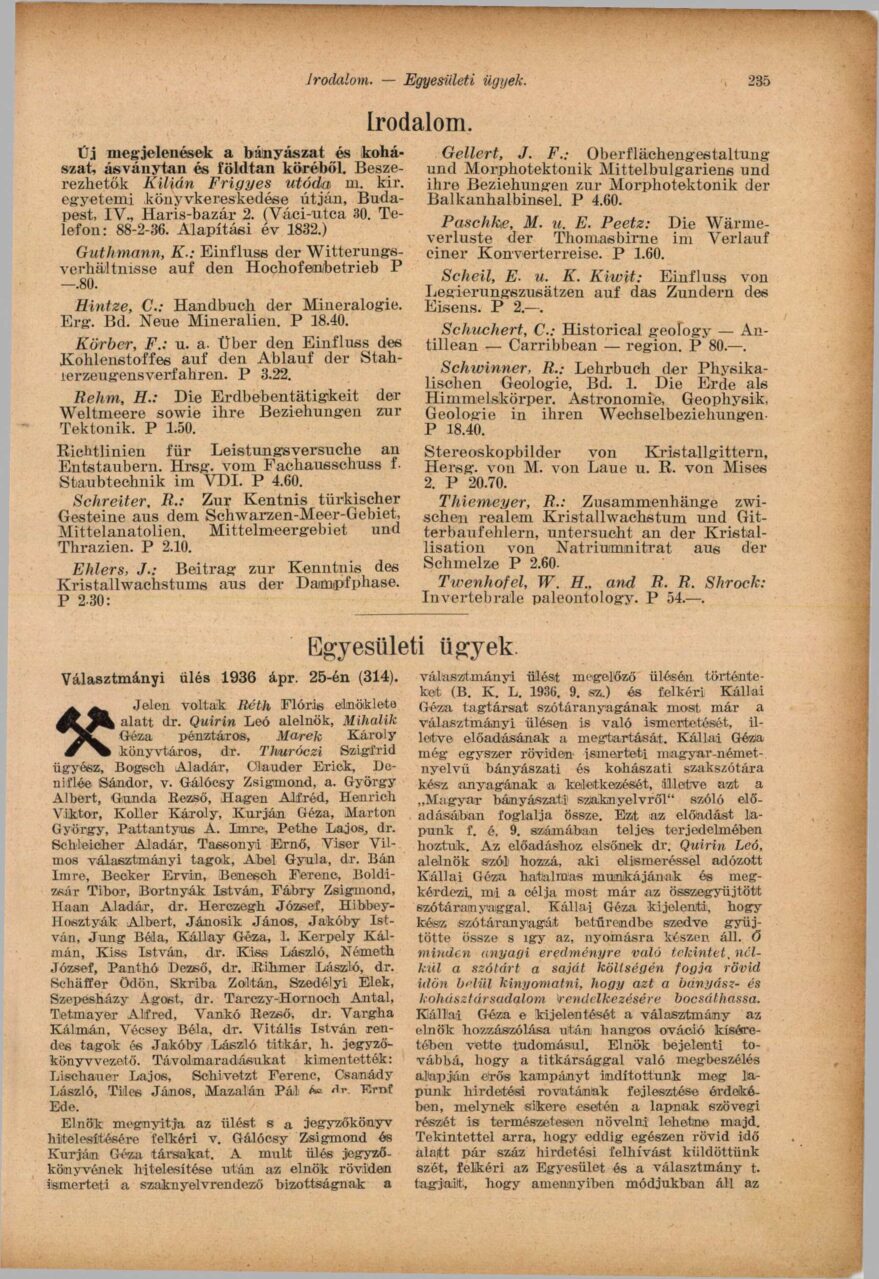 Irodalom. — Egyesületi ügyek. 235
Irodalom.
Új megjelenések a bányászat és kohá-
szat, ásványtan és földtan köréből. Besze-
rezhetők Kilián Frigyes utóda m. kir.
egyetemi könyvkereskedése útján, Buda-
pest, IV., Haris-bazár 2. (Váci-utca 30. Te-
lefon: 88-2-36. Alapítási év 1832.)
Guthmann, K.: Einfluss der Witterungs-
verhältnisse auf den Hochofenbetrieb P
—.80.
Hintze, C.: Handbuch der Mineralogie.
Erg. Bd. Neue Mineralien. P 18.40.
Körber, F.: u. a. Über den Einfluss des
Kohlenstoffes auf den Ablauf der Stah-
lerzeugensverfahren. P 3.22.
Rehm, H.: Die Erdbebentätigkeit der
Weltmeere sowie ihre Beziehungen zur
Tektonik. P 1.50.
Richtlinien für Leistungsversuche an
Entstaubern. Hrsg. vom Fachausschuss f.
Staubtechnik im VDI. P 4.60.
Schreiter, R.: Zur Kentnis türkischer
Gesteine aus dem Schwarzen-Meer-Gebiet,
Mittelanatolien, Mittelmeergebiet und
Thrazien. P 2.10.
Ehlers, J.: Beitrag zur Kenntnis des
Kristallwachstums aus der Dampfphase.
P 2.30:
Gellert, J. F.: Oberflächengestaltung
und Morphotektonik Mittelbulgariens und
ihre Beziehungen zur Morphotektonik der
Balkanhalbinsel. P 4.60.
Paschke, M. u. E. Peetz: Die Wärme-
verluste der Thomasbirne im Verlauf
einer Konverterreise. P 1.60.
Scheil, E. u. K. Kiwit: Einfluss von
Legierungszusätzen auf das Zundern des
Eisens. P 2.—.
Schuchert, C.: Historical geology — An-
tillean — Carribbean — region. P 80.—.
Schwinner, R.: Lehrbuch der Physika-
lischen Geologie, Bd. 1. Die Erde als
Himmelskörper. Astronomie, Geophysik,
Geologie in ihren Wechselbeziehungen.
P 18.40.
Stereoskopbilder von Kristallgittern,
Hersg. von M. von Laue u. R. von Mises
2. P 20.70.
Thiemeyer, R.: Zusammenhänge zwi-
schen realem Kristallwachstum und Git-
terbaufehlern, untersucht an der Kristal-
lisation von Natriumnitrat aus der
Schmelze P 2.60.
Twenhofel, W. H., and R. R. Shrock:
Invertebrale paleontology. P 54.—.
Egyesületi ügyek.
Választmányi ülés 1936 ápr. 25-én (314).
Jelen voltak Réth Flóris elnöklete
alatt dr. Quirin Leó alelnök, Mihalik
Géza pénztáros, Marek Károly
könyvtáros, dr. Thuróczi Szigfrid
ügyész, Bogsch Aladár, Clauder Erick, De-
niflée Sándor, v. Gálócsy Zsigmond, a. György
Albert, Gunda Rezső, Hagen Alfréd, Henrich
Viktor, Koller Károly, Kurján Géza, Marton
György, Pattantyus A. Imre, Pethe Lajos, dr.
Schleicher Aladár, Tassonyi Ernő, Viser Vil-
mos választmányi tagok, Abel Gyula, dr. Bán
Imre, Becker Ervin, Benesch Ferenc, Boldi-
zsár Tibor, Bortnyák István, Fábry Zsigmond,
Haan Aladár, dr. Herczegh József, Hibbey-
Hosztyák Albert, Jánosik János, Jakóby Ist-
ván, Jung Béla, Kállay Géza, l. Kerpely Kál-
mán, Kiss István, dr. Kiss László, Németh
József, Panthó Dezső, dr. Rihmer László, dr.
Schäffer Ödön, Skriba Zoltán, Szedélyi Elek,
Szepesházy Agost, dr. Tarczy-Hornoch Antal,
Tetmayer Alfred, Vankó Rezső, dr. Vargha
Kálmán, Vécsey Béla, dr. Vitális István ren-
des tagok és Jakóby László titkár, h. jegyző-
könyvvezető. Távolmaradásukat kimentették:
Lischauer Lajos, Schivetzt Ferenc, Csanády
László, Tiles János, Mazalán Pál és dr. Ernf
Ede.
Elnök megnyitja az ülést s a jegyzőkönyv
hitelesítésére felkéri v. Gálócsy Zsigmond és
Kurján Géza társakat. A mult ülés jegyző-
könyvének hitelesítése után az elnök röviden
ismerteti a szaknyelvrendező bizottságnak a
választmányi ülést megelőző ülésén történte-
ket (B. K. L. 1936. 9. sz.) és felkéri Kállai
Géza tagtársat szótáranyagának most már a
választmányi ülésen is való ismertetését, il-
letve előadásának a megtartását. Kállai Géza
még egyszer röviden ismerteti magyar-német-
nyelvü bányászati és kohászati szakszótára
kész anyagának a keletkezését, illetve azt a
„Magyar bányászati szaknyelvről" szóló elő-
adásában foglalja össze. Ezt az előadást la-
punk f. é. 9. számában teljes terjedelmében
hoztuk. Az előadáshoz elsőnek dr. Quirin Leó,
alelnök szól hozzá, aki elismeréssel adózott
Kállai Géza hatalmas munkájának és meg-
kérdezi, mi a célja most már az összegyüjtött
szótáranyaggal. Kállai Géza kijelenti, hogy
kész szótáranyagát betürendbe szedve gyüj-
tötte össze s igy az, nyomásra készen áll. Ő
minden anyagi eredményre való tekintet nél-
kül a szótárt a saját költségén fogja rövid
idön belül kinyomatni, hogy azt a bányász- és
kohásztársadalom rendelkezésére bocsáthassa.
Kállai Géza e kijelentését a választmány az
elnök hozzászólása után hangos ováció kísére-
tében vette tudomásul. Elnök bejelenti to-
vábbá, hogy a titkársággal való megbeszélés
alapján erős kampányt indítottunk meg la-
punk hirdetési rovatának fejlesztése érdeké-
ben, melynek sikere esetén a lapnak szövegi
részét is természetesen növelni lehetne majd.
Tekintettel arra, hogy eddig egészen rövid idő
alatt pár száz hirdetési felhívást küldöttünk
szét, felkéri az Egyesület és a választmány t.
tagjait, hogy amennyiben módjukban áll az